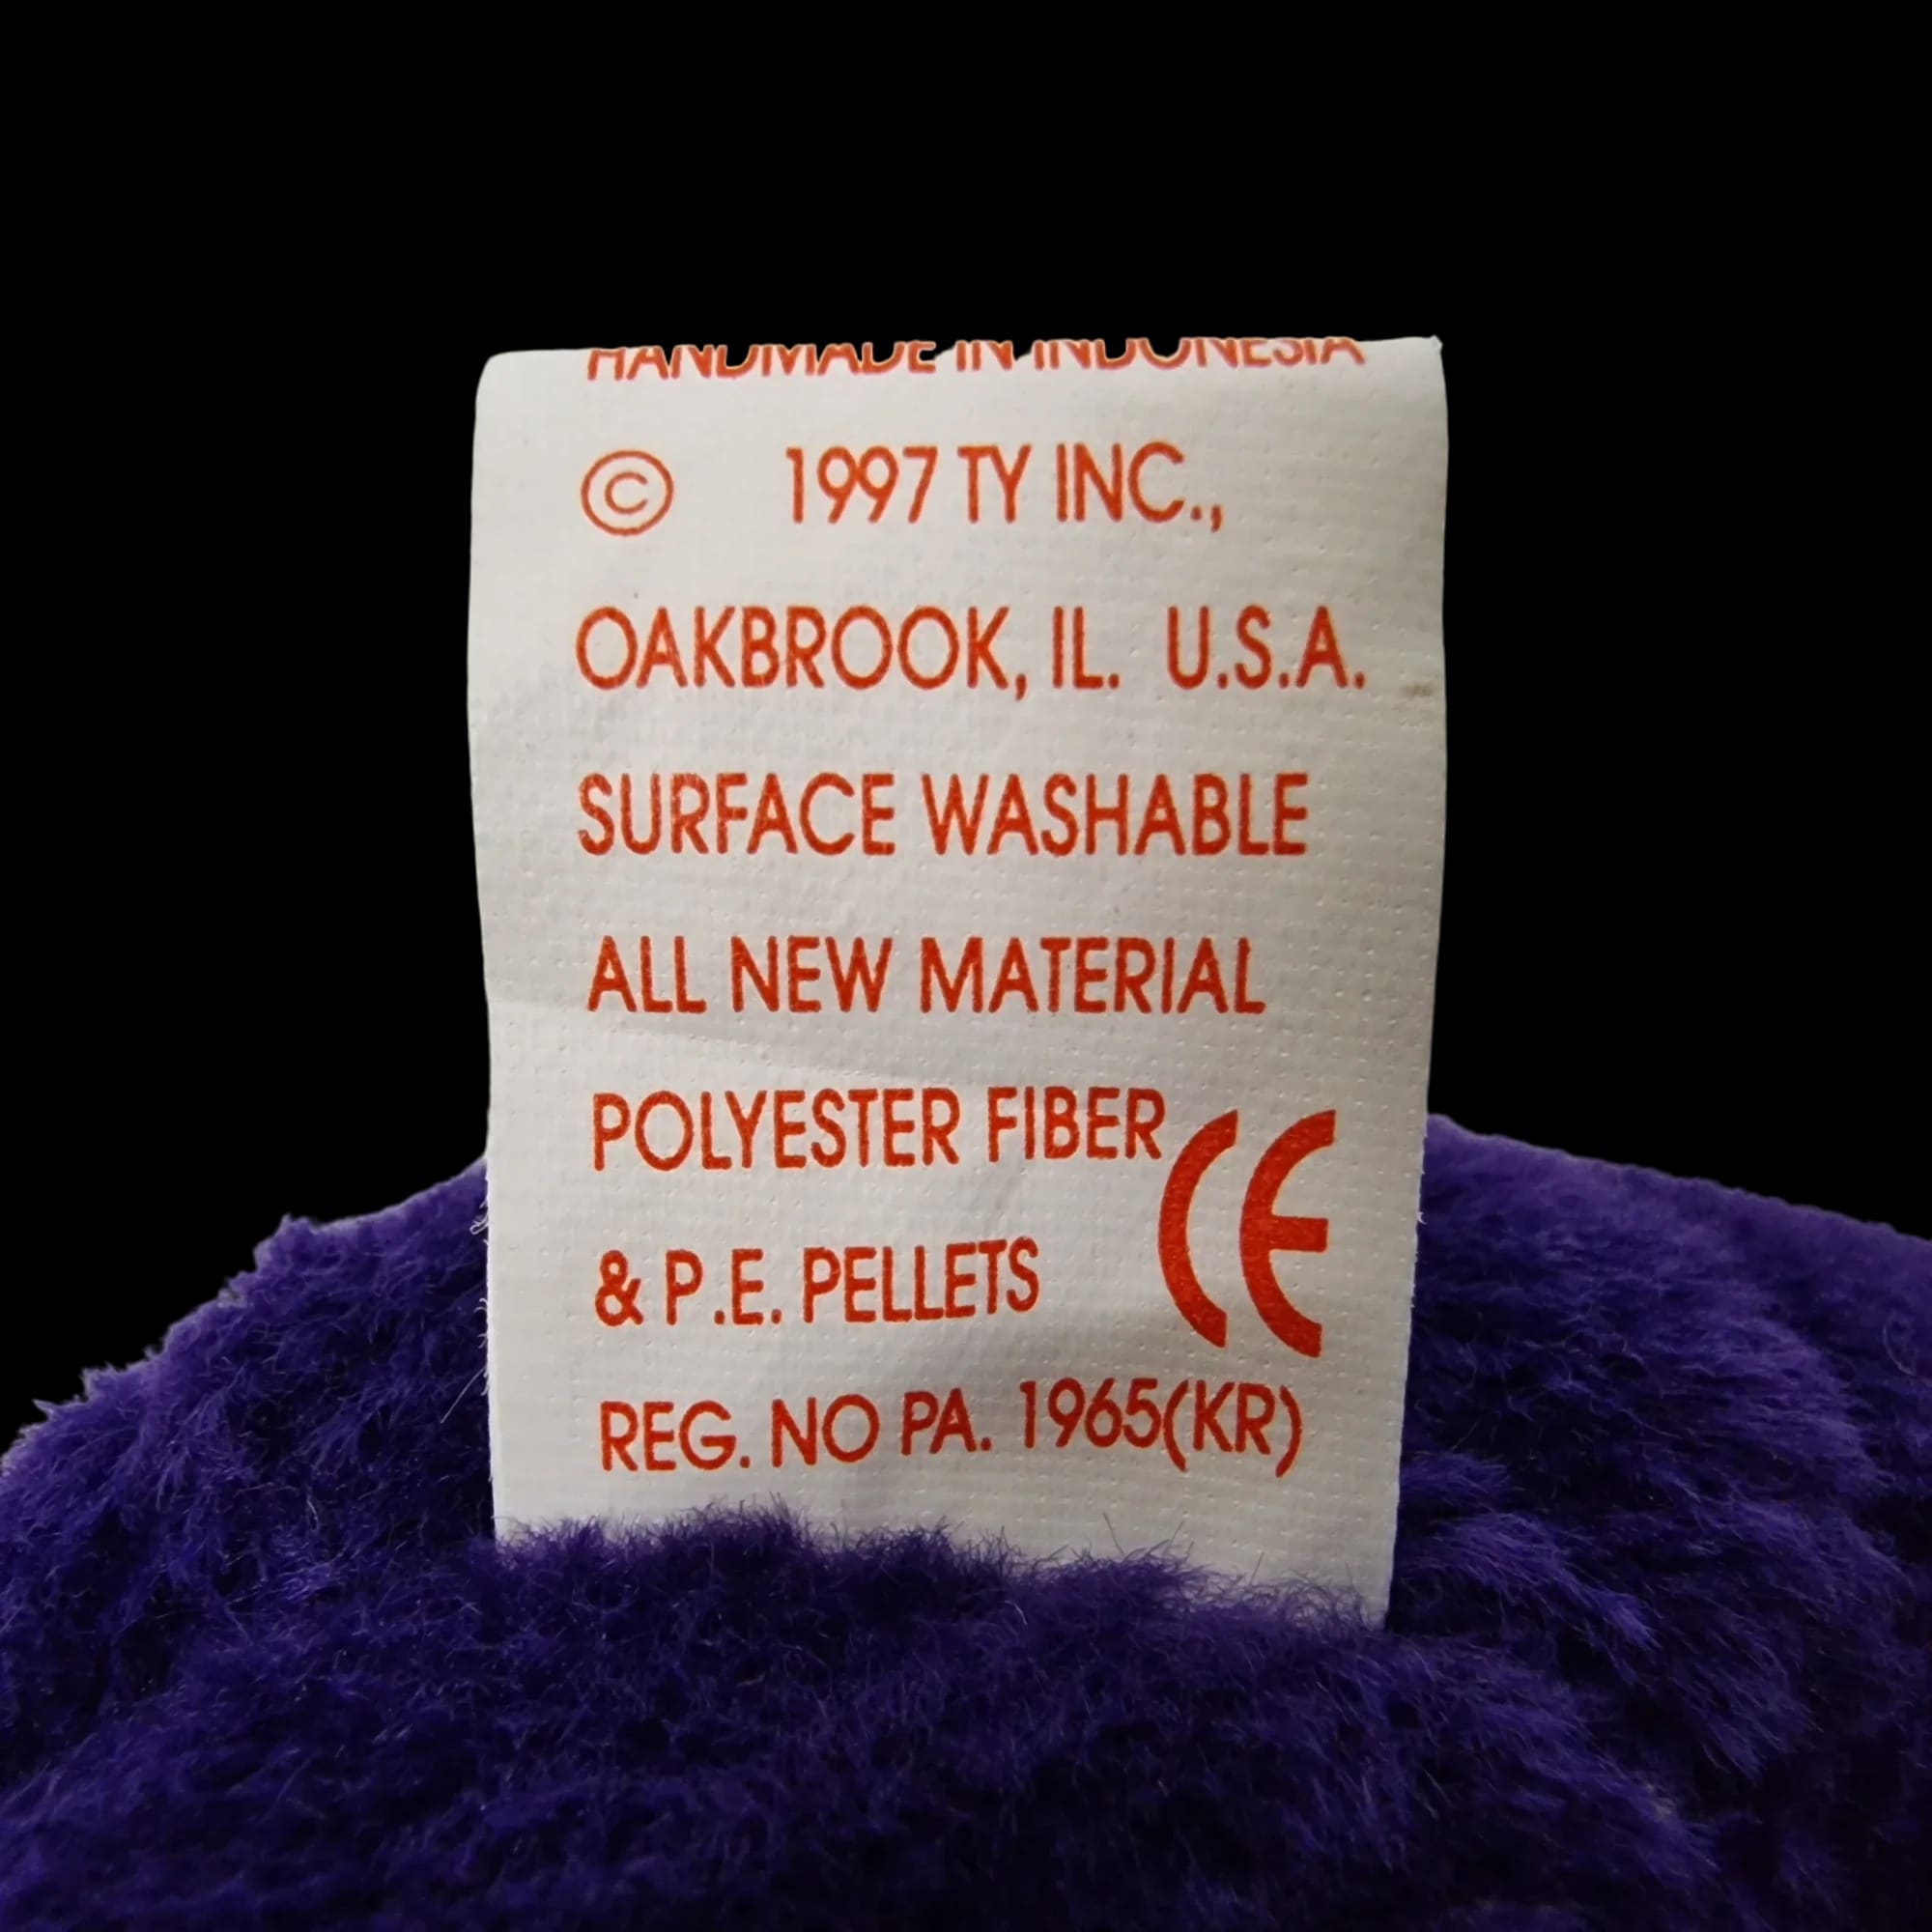 HANDMADE IN INDONESIA
© 1997 TY INC.,
OAKBROOK, IL. U.S.A.
SURFACE WASHABLE
ALL NEW MATERIAL
POLYESTER FIBER
& P.E. PELLETS
CE
REG. NO PA. 1965(KR)